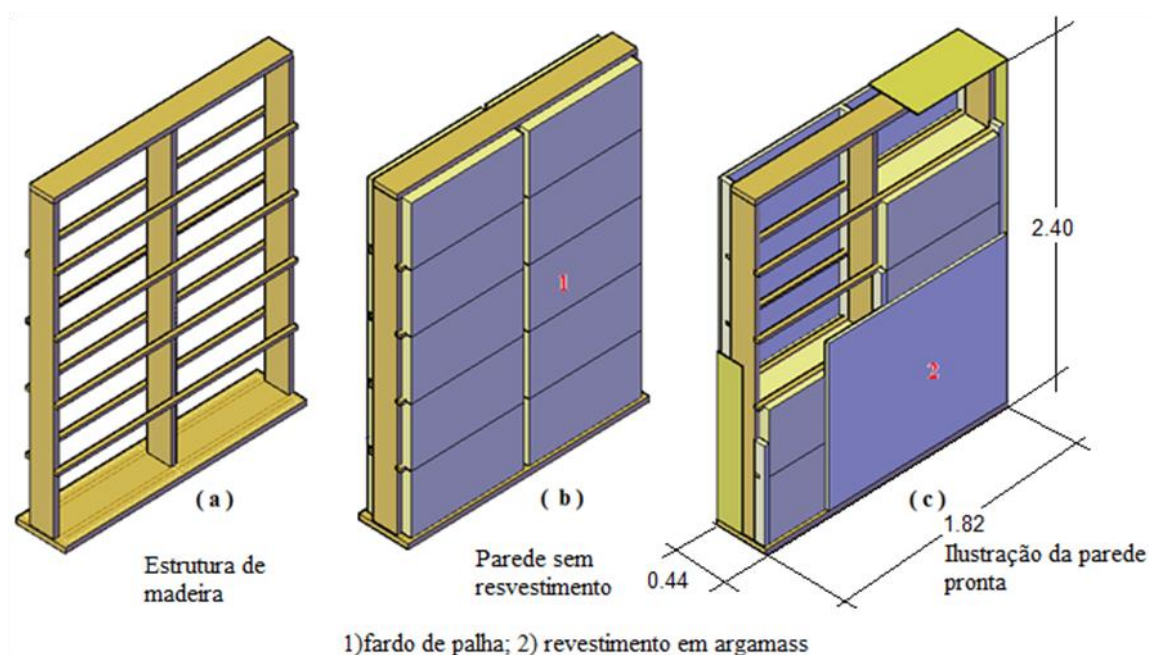 1
2
2.40
( a )
( b )
( c )
1.82
0.44
Estrutura de
madeira
Parede sem
resvestimento
Ilustração da parede
pronta
1)fardo de palha; 2) revestimento em argamass